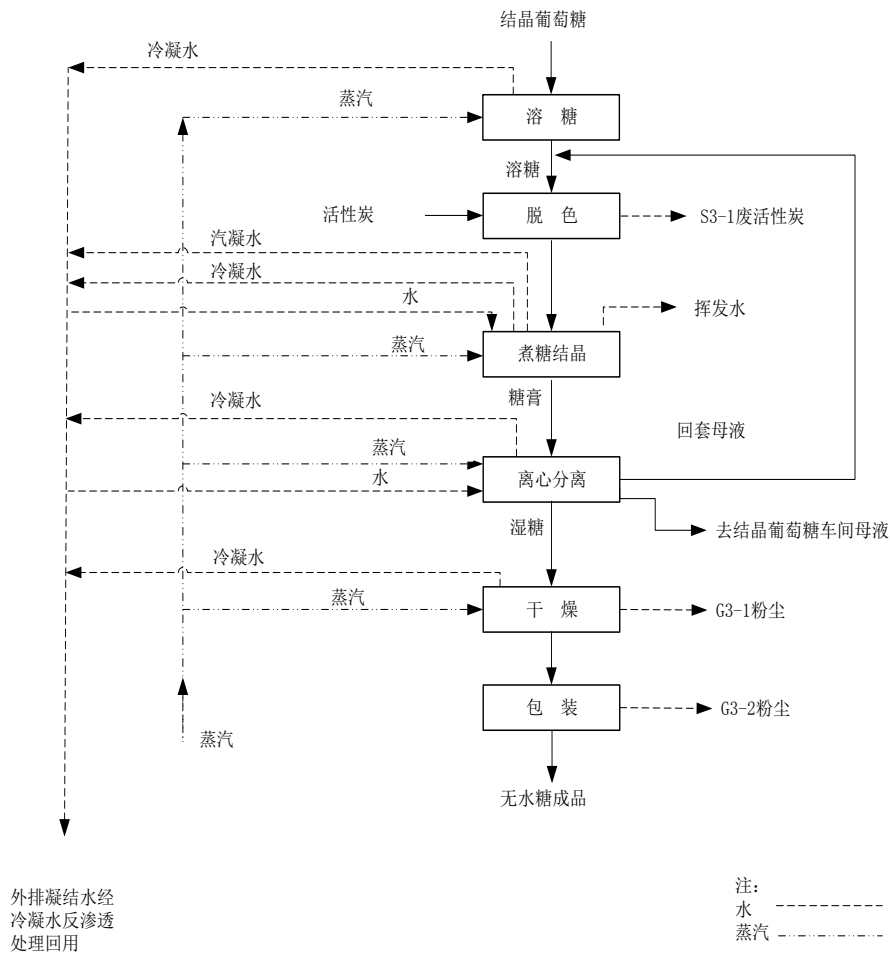 结晶葡萄糖
冷凝水
蒸汽
溶 糖
溶糖
活性炭
脱 色
S3-1废活性炭
汽凝水
冷凝水
水
挥发水
蒸汽
煮糖结晶
糖膏
冷凝水
回套母液
蒸汽
离心分离
水
湿糖
去结晶葡萄糖车间母液
冷凝水
蒸汽
干 燥
G3-1粉尘
包 装
G3-2粉尘
蒸汽
无水糖成品
外排凝结水经
冷凝水反渗透
处理回用
注：
水
蒸汽